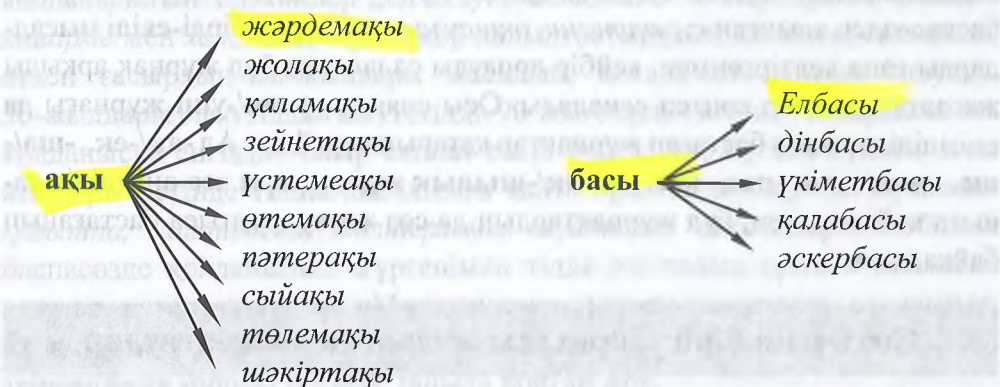 жәрдемақы
жолақы
қаламақы
зейнетақы
ақы
үстемеақы
өтемақы
пәтерақы
сыйақы
төлемақы
шәкіртақы
Елбасы
дінбасы
басы
үкіметбасы
қалабасы
әскербасы